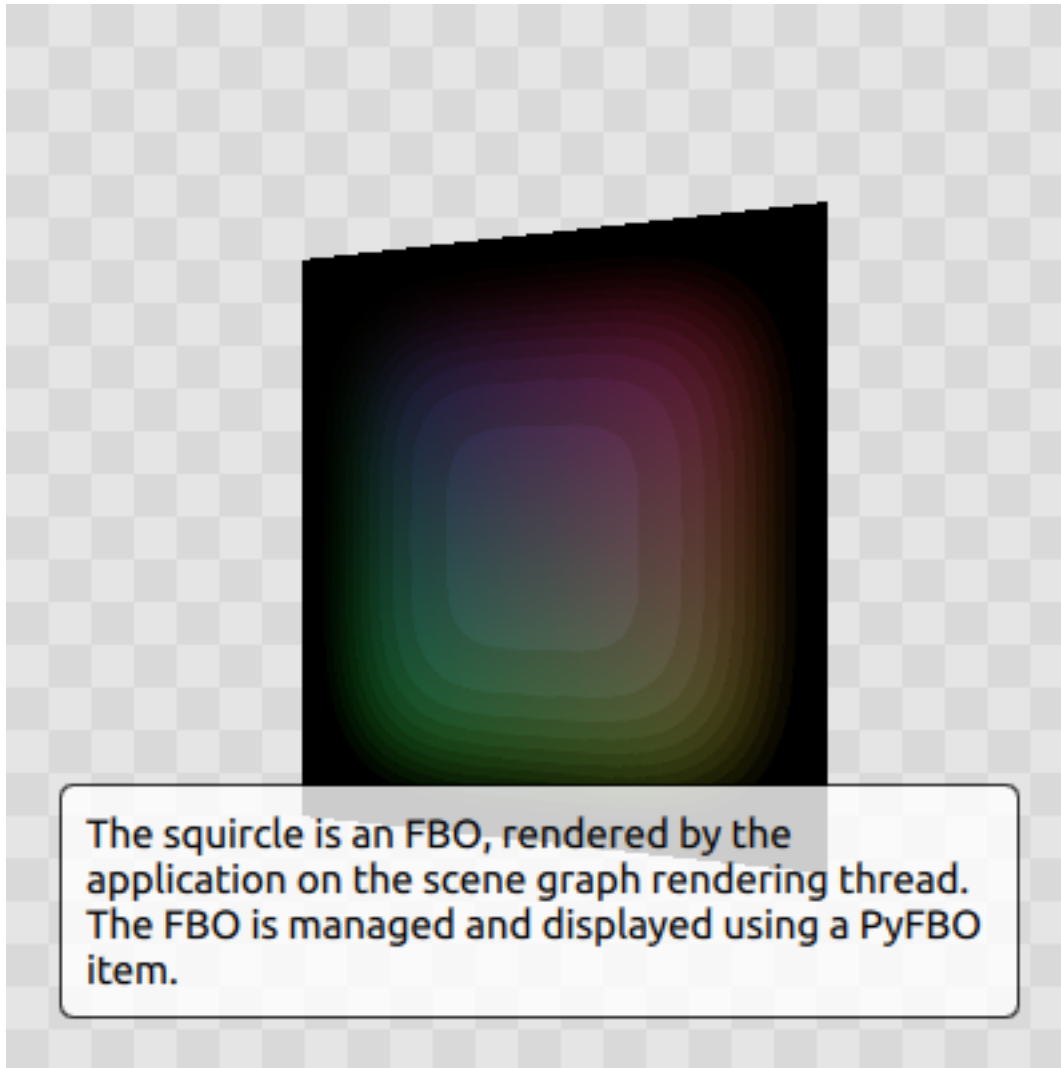 The squircle is an FBO, rendered by the
application on the scene graph rendering thread.
The FBO is managed and displayed using a PyFBO
item.